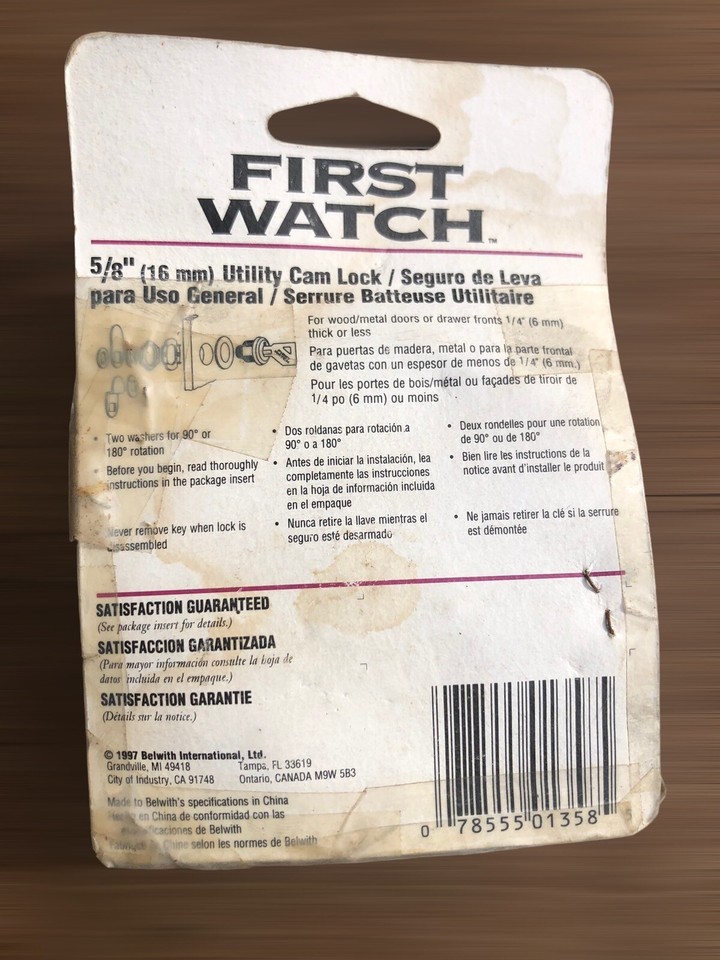 FIRST
WATCH™
5/8" (16 mm) Utility Cam Lock / Seguro de Leva
para Uso General / Serrure Batteuse Utilitaire
For wood/metal doors or drawer fronts 1/4" (6 mm)
thick or less
Para puertas de madera, metal o para la parte frontal
de gavetas con un espesor de menos de 1/4" (6 mm.)
Pour les portes de bois/métal ou façades de tiroir de
1/4 po (6 mm) ou moins
• Two washers for 90° or
180° rotation
• Before you begin, read thoroughly
instructions in the package insert
Never remove key when lock is
disassembled
• Dos roldanas para rotación a
90° o a 180°
• Antes de iniciar la instalación, lea
completamente las instrucciones
en la hoja de información incluida
en el empaque
• Nunca retire la llave mientras el
seguro esté desarmado
• Deux rondelles pour une rotation
de 90° ou de 180°
• Bien lire les instructions de la
notice avant d'installer le produit
• Ne jamais retirer la clé si la serrure
est démontée
SATISFACTION GUARANTEED
(See package insert for details.)
SATISFACCION GARANTIZADA
(Para mayor información consulte la hoja de
datos incluida en el empaque.)
SATISFACTION GARANTIE
(Détails sur la notice.)
© 1997 Belwith International, Ltd.
Grandville, MI 49418 Tampa, FL 33619
City of Industry, CA 91748 Ontario, CANADA M9W 5B3
Made to Belwith's specifications in China
en China de conformidad con las
de Belwith
Chine selon les normes de Belwith
0 78555 01358